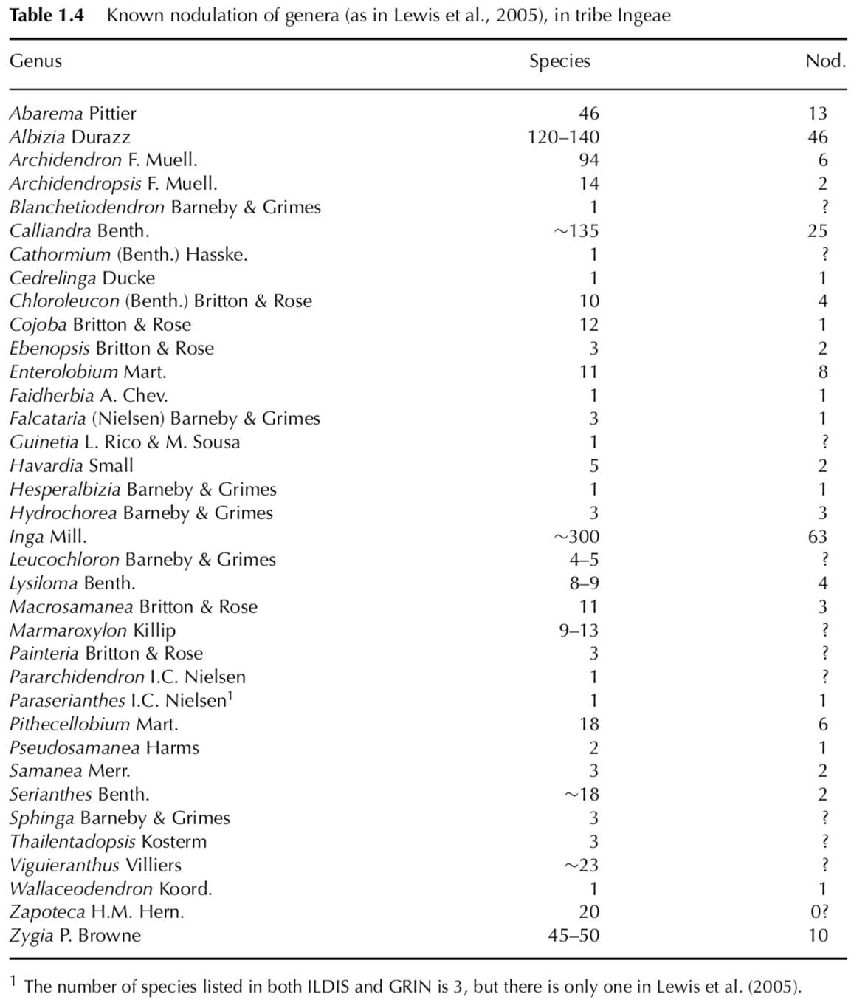 Table 1.4 Known nodulation of genera (as in Lewis et al., 2005), in tribe Ingeae
Genus Species Nod.
Abarema Pittier 46 13
Albizia Durazz 120–140 46
Archidendron F. Muell. 94 6
Archidendropsis F. Muell. 14 2
Blanchetiodendron Barneby & Grimes 1 ?
Calliandra Benth. ~135 25
Cathormium (Benth.) Hasske. 1 ?
Cedrelinga Ducke 1 1
Chloroleucon (Benth.) Britton & Rose 10 4
Cojoba Britton & Rose 12 1
Ebenopsis Britton & Rose 3 2
Enterolobium Mart. 11 8
Faidherbia A. Chev. 1 1
Falcataria (Nielsen) Barneby & Grimes 3 1
Guinetia L. Rico & M. Sousa 1 ?
Havardia Small 5 2
Hesperalbizia Barneby & Grimes 1 1
Hydrochorea Barneby & Grimes 3 3
Inga Mill. ~300 63
Leucochloron Barneby & Grimes 4–5 ?
Lysiloma Benth. 8–9 4
Macrosamanea Britton & Rose 11 3
Marmaroxylon Killip 9–13 ?
Painteria Britton & Rose 3 ?
Pararchidendron I.C. Nielsen 1 ?
Paraserianthes I.C. Nielsen¹ 1 1
Pithecellobium Mart. 18 6
Pseudosamanea Harms 2 1
Samanea Merr. 3 2
Serianthes Benth. ~18 2
Sphinga Barneby & Grimes 3 ?
Thailentadopsis Kosterm 3 ?
Viguieranthus Villiers ~23 ?
Wallaceodendron Koord. 1 1
Zapoteca H.M. Hern. 20 0?
Zygia P. Browne 45–50 10
¹ The number of species listed in both ILDIS and GRIN is 3, but there is only one in Lewis et al. (2005).